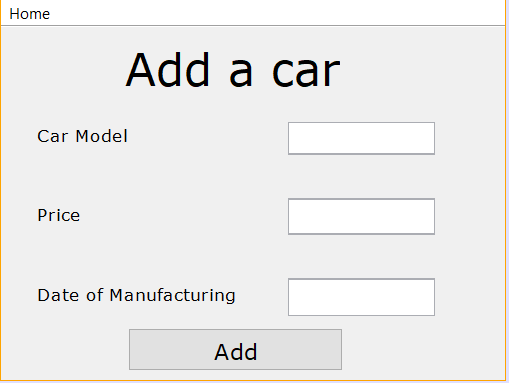 Home
Add a car
Car Model
Price
Date of Manufacturing
Add